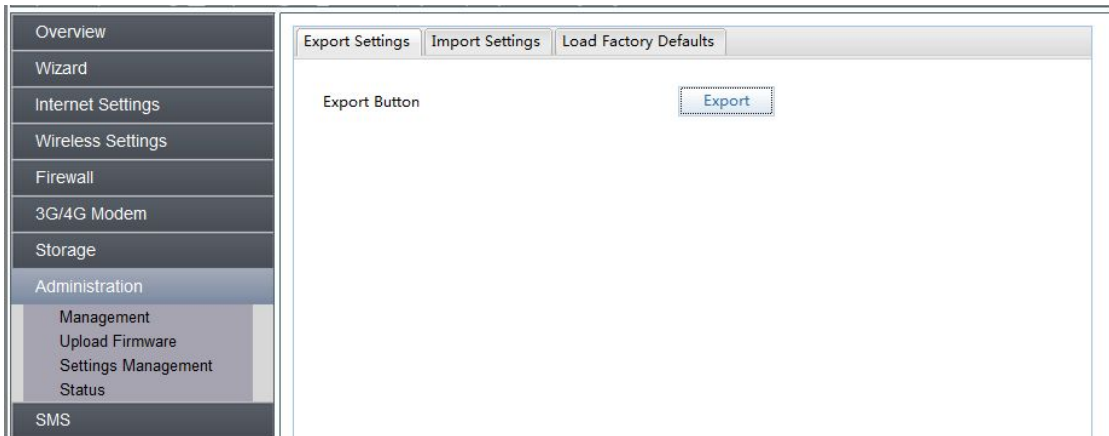 Overview
Wizard
Internet Settings
Wireless Settings
Firewall
3G/4G Modem
Storage
Administration
Management
Upload Firmware
Settings Management
Status
SMS
Export Settings Import Settings Load Factory Defaults
Export Button Export